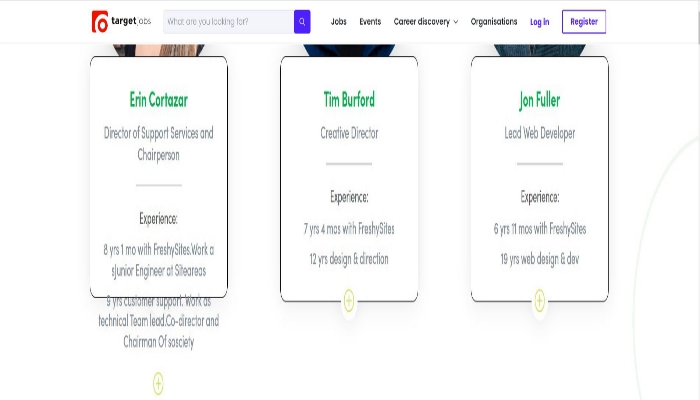 targetjobs
What are you looking for?
Jobs
Events
Career discovery
Organisations
Log in
Register
Erin Cortazar
Director of Support Services and
Chairperson
Experience:
8 yrs 1 mo with FreshySites.Work a
sJunior Engineer at Siteareas
9 yrs customer support. Work as
technical Team lead.Co-director and
Chairman Of sosciety
Tim Burford
Creative Director
Experience:
7 yrs 4 mos with FreshySites
12 yrs design & direction
Jon Fuller
Lead Web Developer
Experience:
6 yrs 11 mos with FreshySites
19 yrs web design & dev